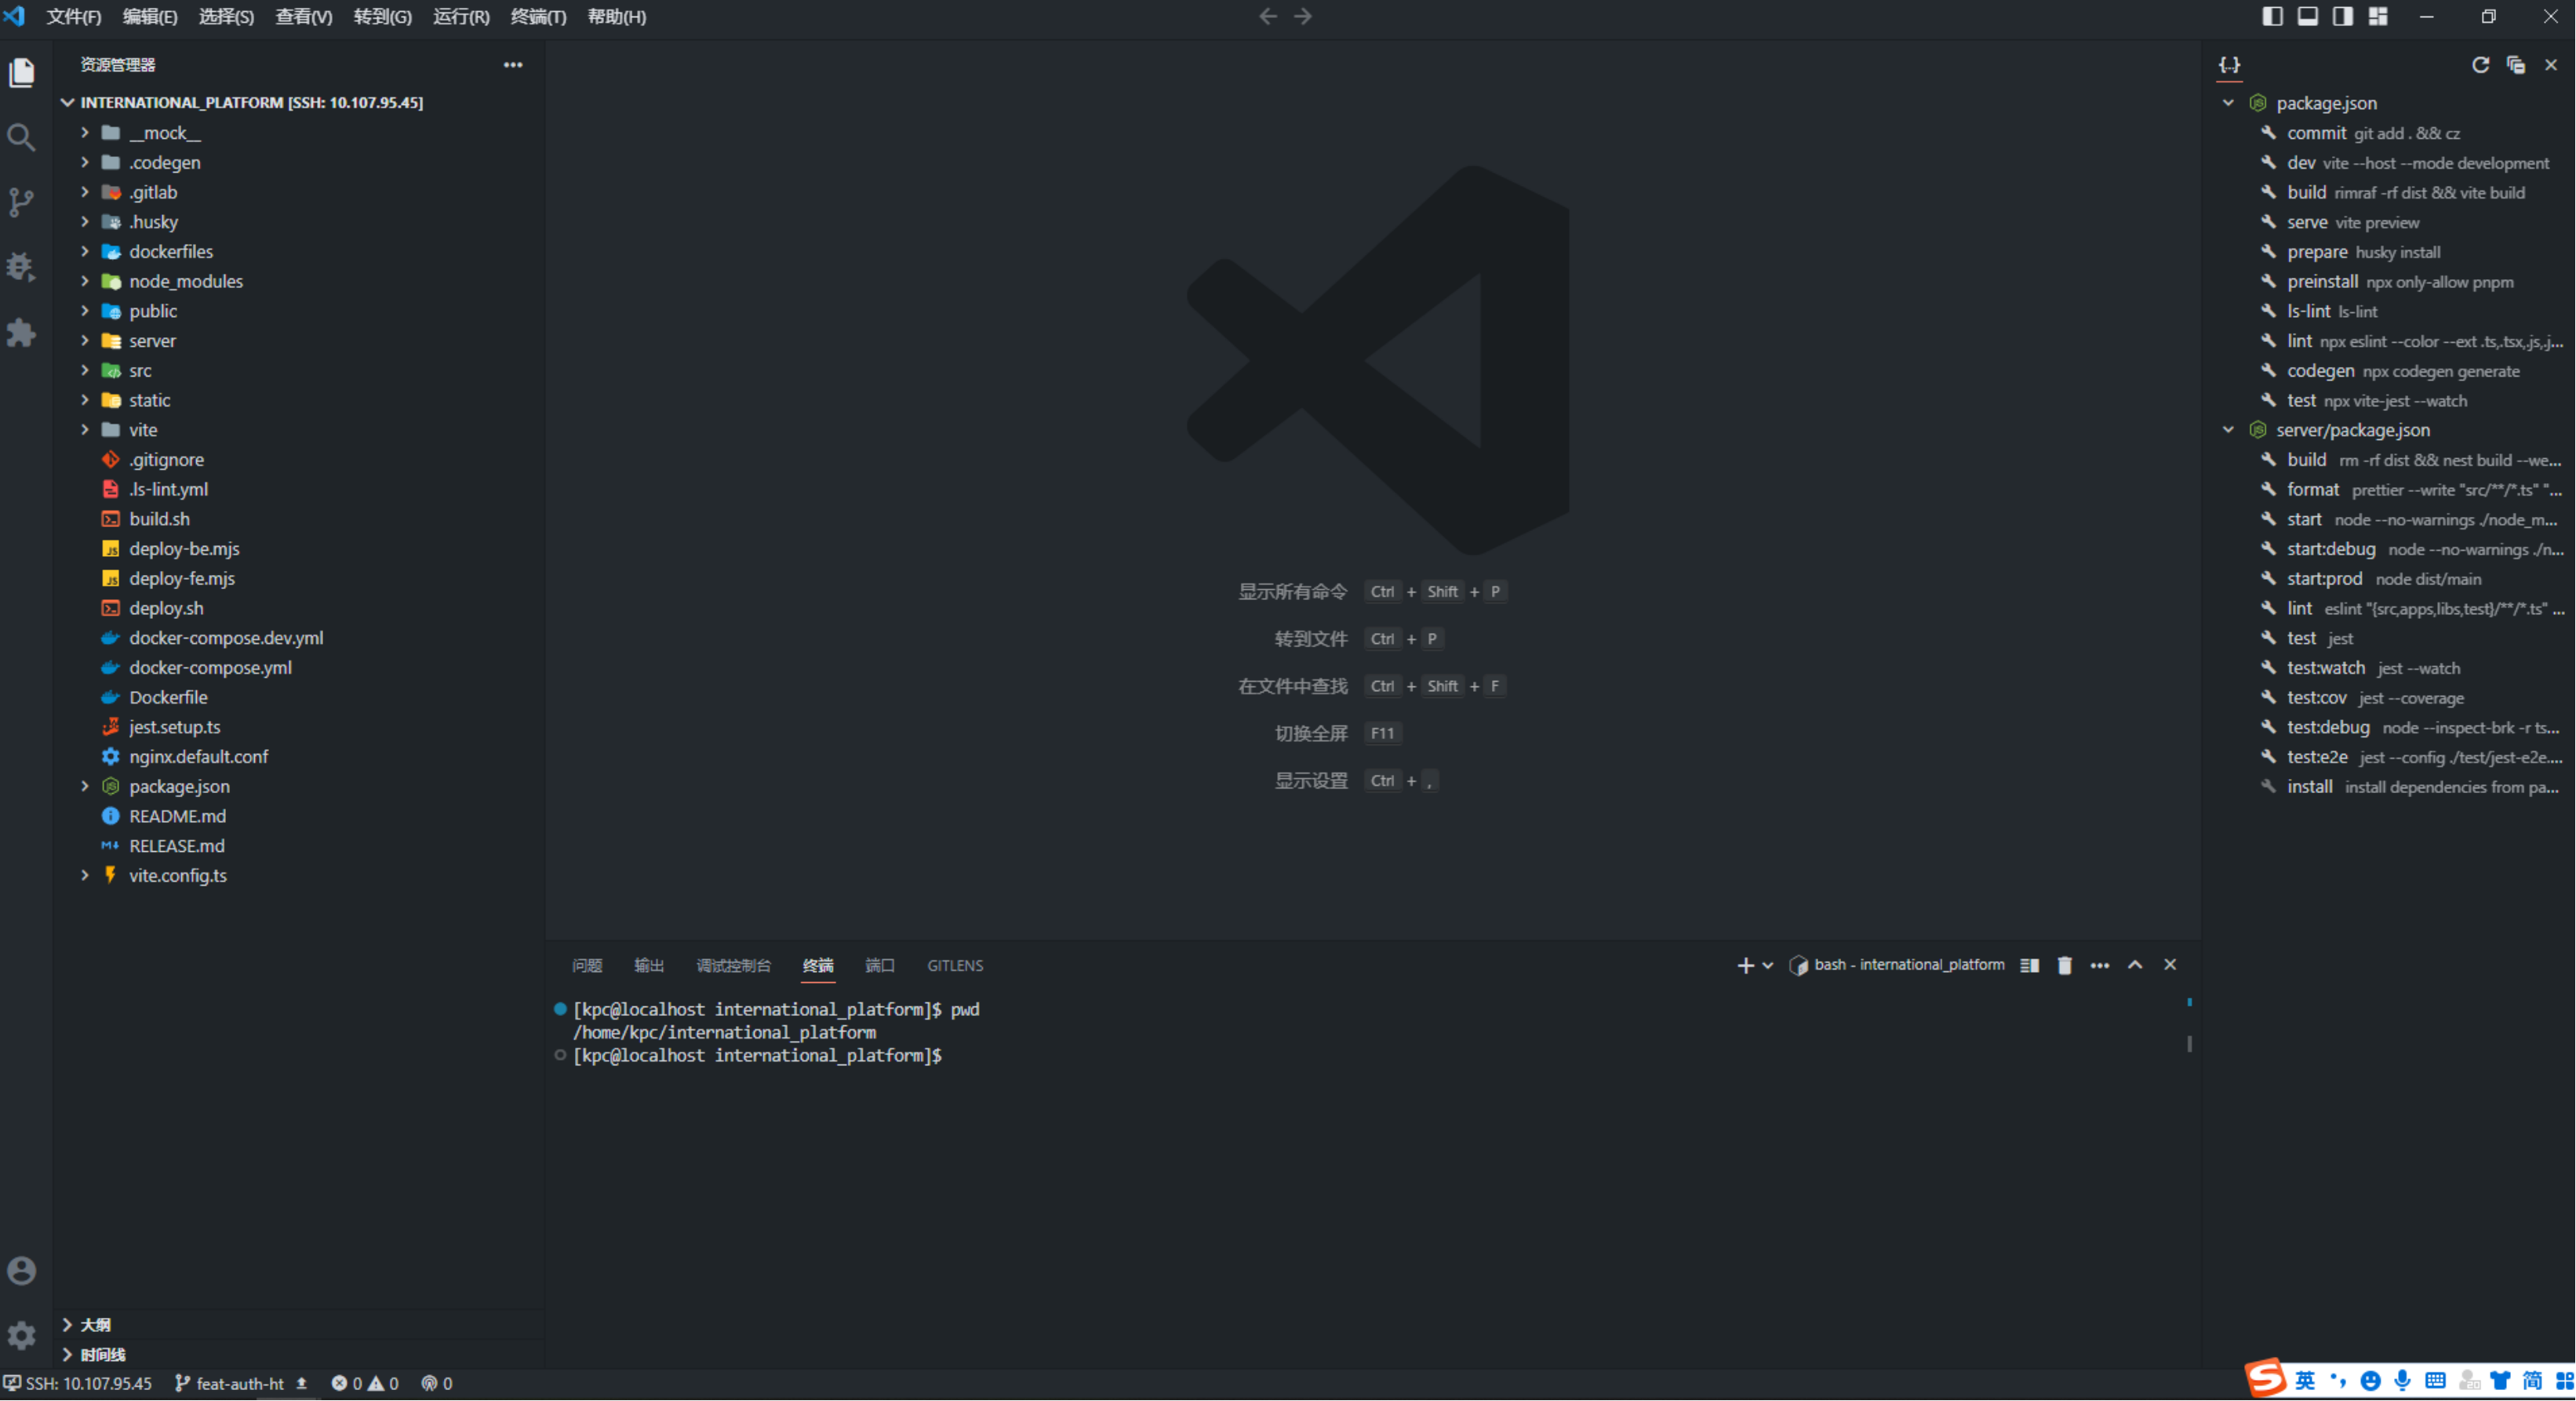 文件(F) 编辑(E) 选择(S) 查看(V) 转到(G) 运行(R) 终端(T) 帮助(H)
资源管理器
INTERNATIONAL_PLATFORM [SSH: 10.107.95.45]
__mock__
.codegen
.gitlab
.husky
dockerfiles
node_modules
public
server
src
static
vite
.gitignore
.ls-lint.yml
build.sh
deploy-be.mjs
deploy-fe.mjs
deploy.sh
docker-compose.dev.yml
docker-compose.yml
Dockerfile
jest.setup.ts
nginx.default.conf
package.json
README.md
RELEASE.md
vite.config.ts
大纲
时间线
显示所有命令 Ctrl + Shift + P
转到文件 Ctrl + P
在文件中查找 Ctrl + Shift + F
切换全屏 F11
显示设置 Ctrl + ,
问题 输出 调试控制台 终端 端口 GITLENS
bash - international_platform
[kpc@localhost international_platform]$ pwd
/home/kpc/international_platform
[kpc@localhost international_platform]$
package.json
commit git add . && cz
dev vite --host --mode development
build rimraf -rf dist && vite build
serve vite preview
prepare husky install
preinstall npx only-allow pnpm
ls-lint ls-lint
lint npx eslint --color --ext .ts,.tsx,.js,.j...
codegen npx codegen generate
test npx vite-jest --watch
server/package.json
build rm -rf dist && nest build --we...
format prettier --write "src/**/*.ts" "...
start node --no-warnings ./node_m...
start:debug node --no-warnings ./n...
start:prod node dist/main
lint eslint "{src,apps,libs,test}/**/*.ts" ...
test jest
test:watch jest --watch
test:cov jest --coverage
test:debug node --inspect-brk -r ts...
test:e2e jest --config ./test/jest-e2e....
install install dependencies from pa...
SSH: 10.107.95.45 feat-auth-ht 0 0 0
英 简